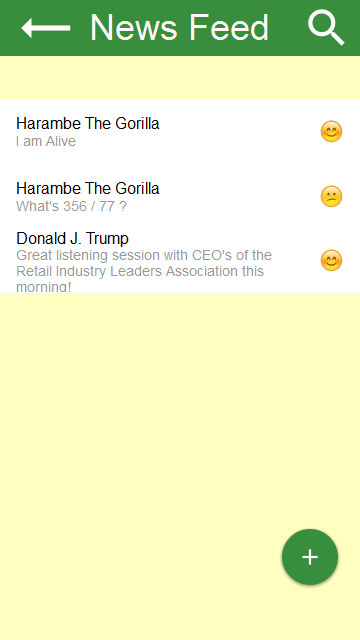 News Feed
Harambe The Gorilla
I am Alive
Harambe The Gorilla
What's 356 / 77 ?
Donald J. Trump
Great listening session with CEO's of the
Retail Industry Leaders Association this
morning!
+